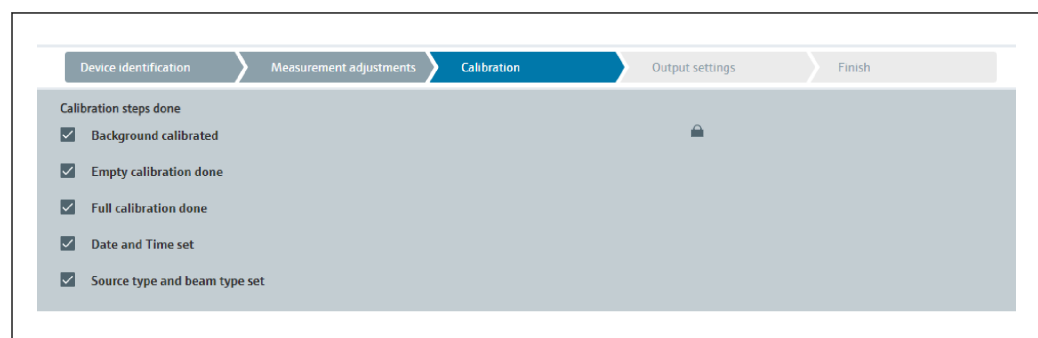 Device identification
Measurement adjustments
Calibration
Output settings
Finish
Calibration steps done
Background calibrated
Empty calibration done
Full calibration done
Date and Time set
Source type and beam type set